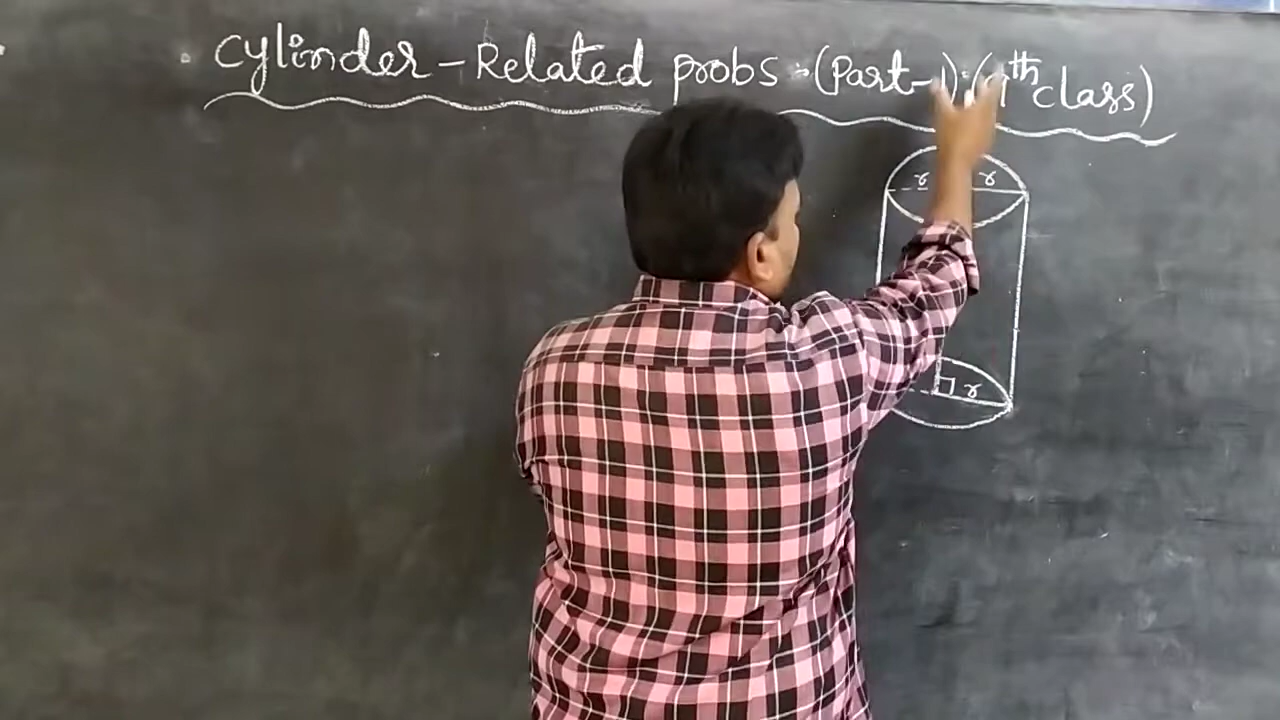 Cylinder - Related probs :- (Part-1) : ( th class)
r r
r